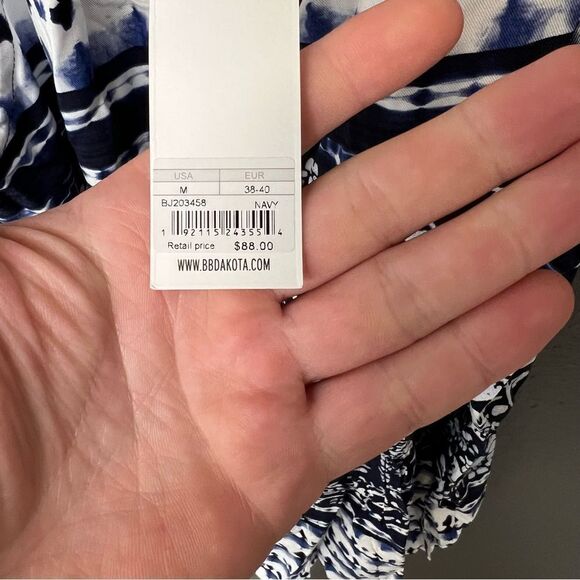 USA EUR
M 38-40
BJ203458 NAVY
1 92115 24355 4
Retail price $88.00
WWW.BBDAKOTA.COM